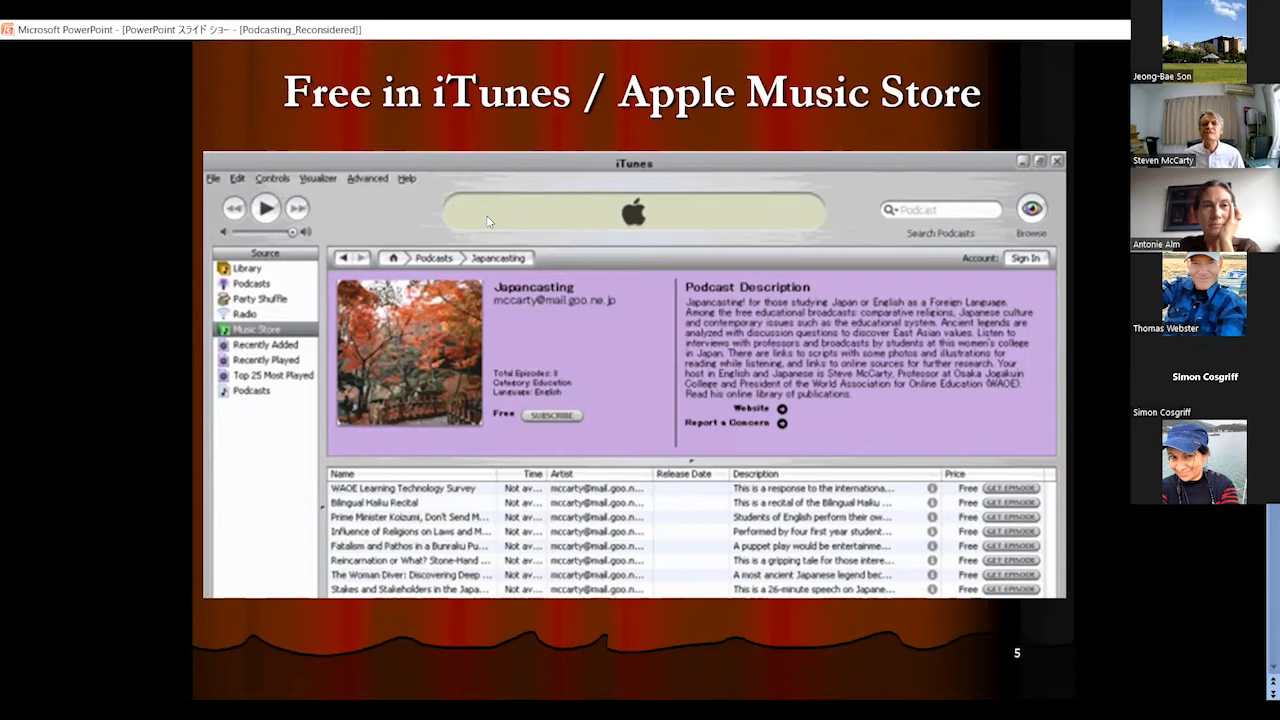 Microsoft PowerPoint - [PowerPoint スライド ショー - [Podcasting_Reconsidered]]
Free in iTunes / Apple Music Store
iTunes
File Edit Controls Visualizer Advanced Help
Podcast
Search Podcasts
Browse
Source
Library
Podcasts
Party Shuffle
Radio
Music Store
Recently Added
Recently Played
Top 25 Most Played
Podcasts
Podcasts Japancasting
Account: Sign In
Japancasting
mccarty@mail.goo.ne.jp
Total Episodes: 8
Category: Education
Language: English
Free SUBSCRIBE
Podcast Description
Japancasting! for those studying Japan or English as a Foreign Language.
Among the free educational broadcasts: comparative religions, Japanese culture
and contemporary issues such as the educational system. Ancient legends are
analyzed with discussion questions to discover East Asian values. Listen to
interviews with professors and broadcasts by students at this women's college
in Japan. There are links to scripts with some photos and illustrations for
reading while listening, and links to online sources for further research. Your
host in English and Japanese is Steve McCarty, Professor at Osaka Jogakuin
College and President of the World Association for Online Education (WAOE).
Read his online library of publications.
Website
Report a Concern
Name Time Artist Release Date Description Price
WAOE Learning Technology Survey Not av... mccarty@mail.goo.n... This is a response to the internationa... Free GET EPISODE
Bilingual Haiku Recital Not av... mccarty@mail.goo.n... This is a recital of the Bilingual Haiku ... Free GET EPISODE
Prime Minister Koizumi, Don't Send M... Not av... mccarty@mail.goo.n... Students of English perform their ow... Free GET EPISODE
Influence of Religions on Laws and M... Not av... mccarty@mail.goo.n... Performed by four first year student... Free GET EPISODE
Fatalism and Pathos in a Bunraku Pu... Not av... mccarty@mail.goo.n... A puppet play would be entertainme... Free GET EPISODE
Reincarnation or What? Stone-Hand ... Not av... mccarty@mail.goo.n... This is a gripping tale for those intere... Free GET EPISODE
The Woman Diver: Discovering Deep ... Not av... mccarty@mail.goo.n... A most ancient Japanese legend bec... Free GET EPISODE
Stakes and Stakeholders in the Japa... Not av... mccarty@mail.goo.n... This is a 26-minute speech on Japane... Free GET EPISODE
5
Jeong-Bae Son
Steven McCarty
Antonie Alm
Thomas Webster
Simon Cosgriff
Simon Cosgriff